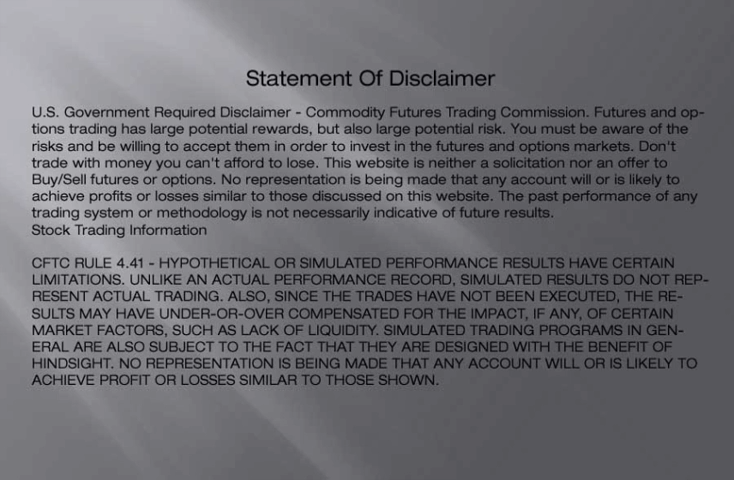 Statement Of Disclaimer
U.S. Government Required Disclaimer - Commodity Futures Trading Commission. Futures and op-
tions trading has large potential rewards, but also large potential risk. You must be aware of the
risks and be willing to accept them in order to invest in the futures and options markets. Don't
trade with money you can't afford to lose. This website is neither a solicitation nor an offer to
Buy/Sell futures or options. No representation is being made that any account will or is likely to
achieve profits or losses similar to those discussed on this website. The past performance of any
trading system or methodology is not necessarily indicative of future results.
Stock Trading Information
CFTC RULE 4.41 - HYPOTHETICAL OR SIMULATED PERFORMANCE RESULTS HAVE CERTAIN
LIMITATIONS. UNLIKE AN ACTUAL PERFORMANCE RECORD, SIMULATED RESULTS DO NOT REP-
RESENT ACTUAL TRADING. ALSO, SINCE THE TRADES HAVE NOT BEEN EXECUTED, THE RE-
SULTS MAY HAVE UNDER-OR-OVER COMPENSATED FOR THE IMPACT, IF ANY, OF CERTAIN
MARKET FACTORS, SUCH AS LACK OF LIQUIDITY. SIMULATED TRADING PROGRAMS IN GEN-
ERAL ARE ALSO SUBJECT TO THE FACT THAT THEY ARE DESIGNED WITH THE BENEFIT OF
HINDSIGHT. NO REPRESENTATION IS BEING MADE THAT ANY ACCOUNT WILL OR IS LIKELY TO
ACHIEVE PROFIT OR LOSSES SIMILAR TO THOSE SHOWN.